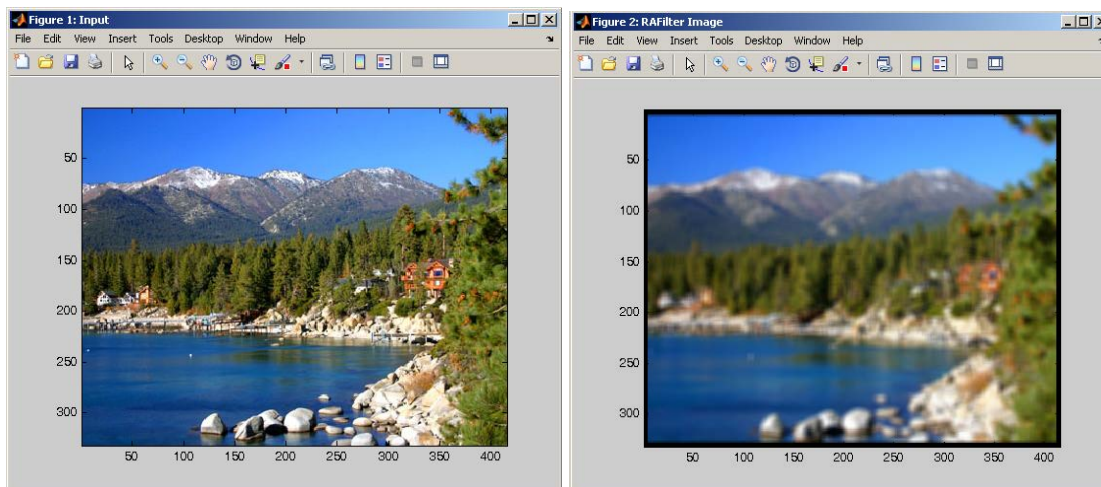 Figure 1: Input
File Edit View Insert Tools Desktop Window Help
50
100
150
200
250
300
50 100 150 200 250 300 350 400
Figure 2: RAFilter Image
File Edit View Insert Tools Desktop Window Help
50
100
150
200
250
300
50 100 150 200 250 300 350 400